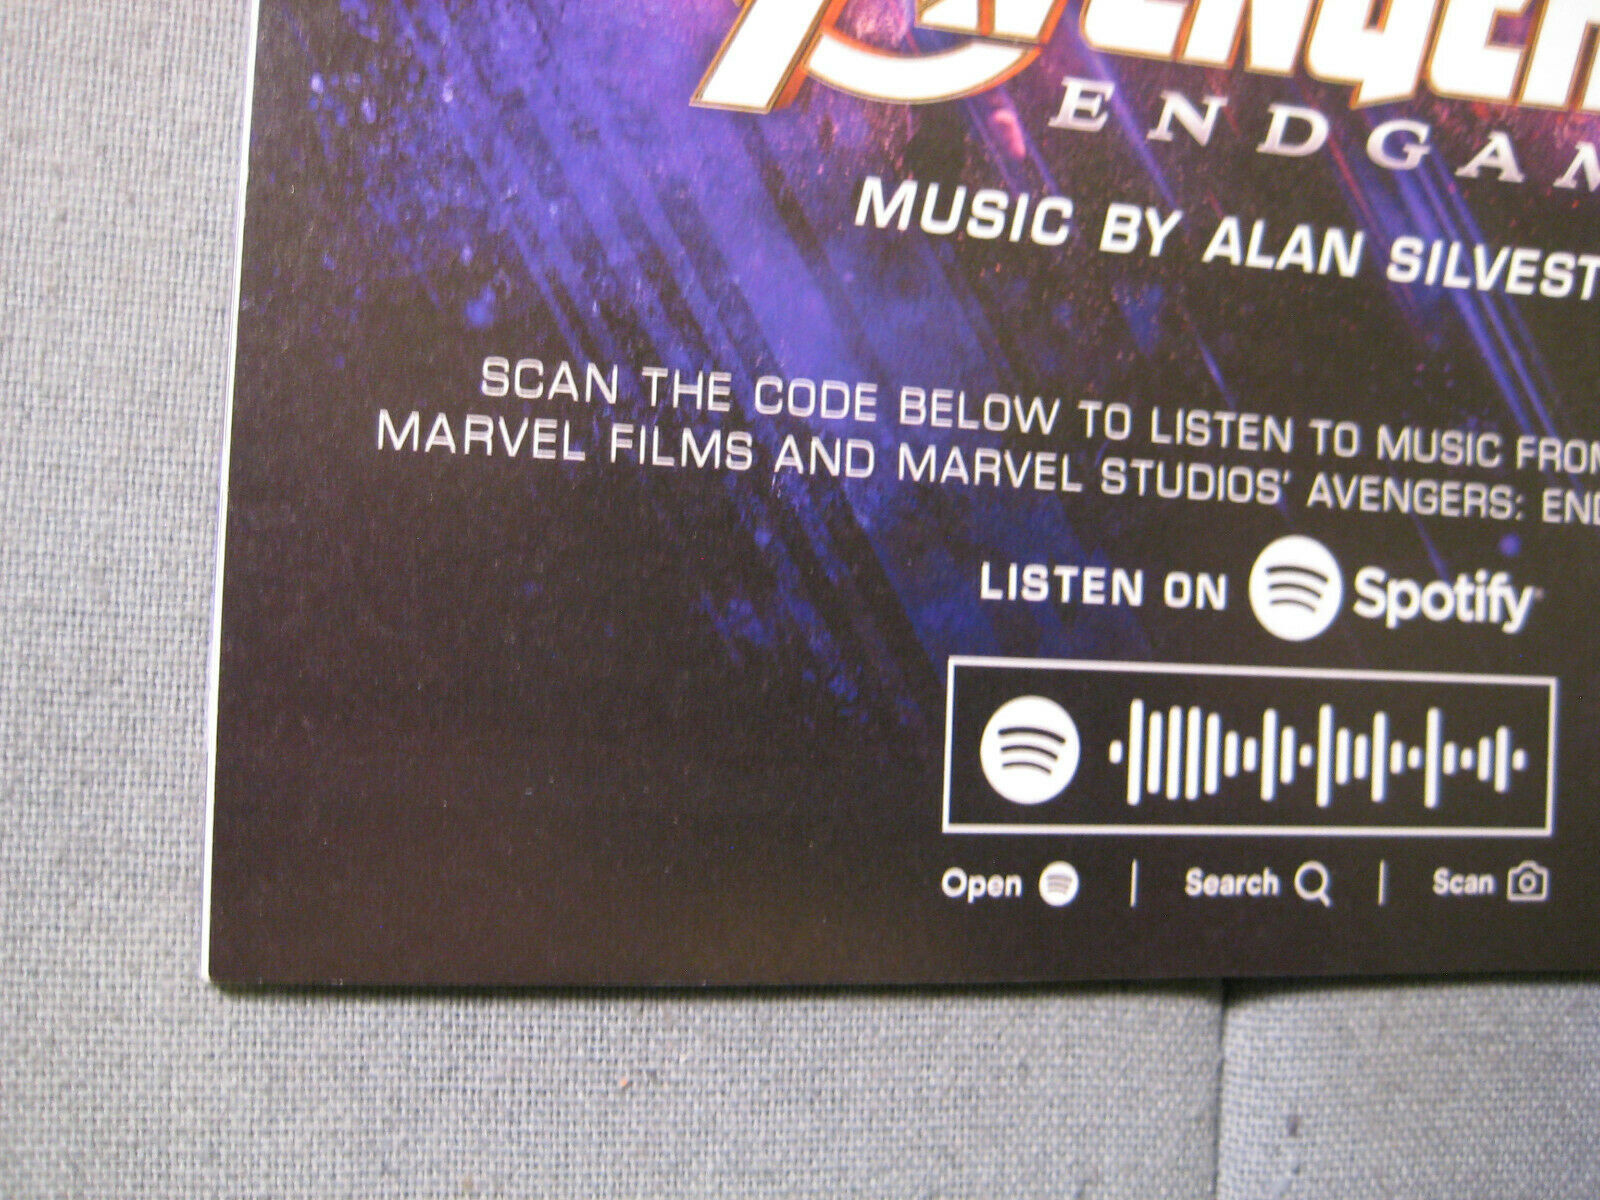 AVENGER
ENDGAM
MUSIC BY ALAN SILVEST
SCAN THE CODE BELOW TO LISTEN TO MUSIC FROM
MARVEL FILMS AND MARVEL STUDIOS' AVENGERS: END
LISTEN ON Spotify
Open | Search | Scan